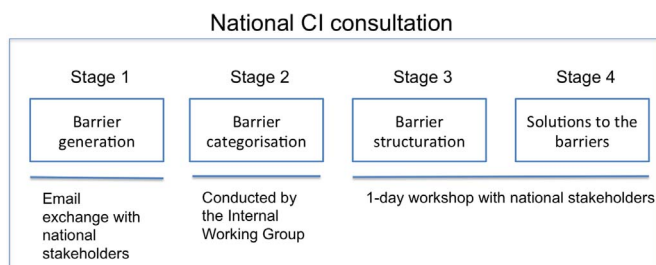 National CI consultation
Stage 1
Stage 2
Stage 3
Stage 4
Barrier
generation
Barrier
categorisation
Barrier
structuration
Solutions to the
barriers
Email
exchange with
national
stakeholders
Conducted by
the Internal
Working Group
1-day workshop with national stakeholders